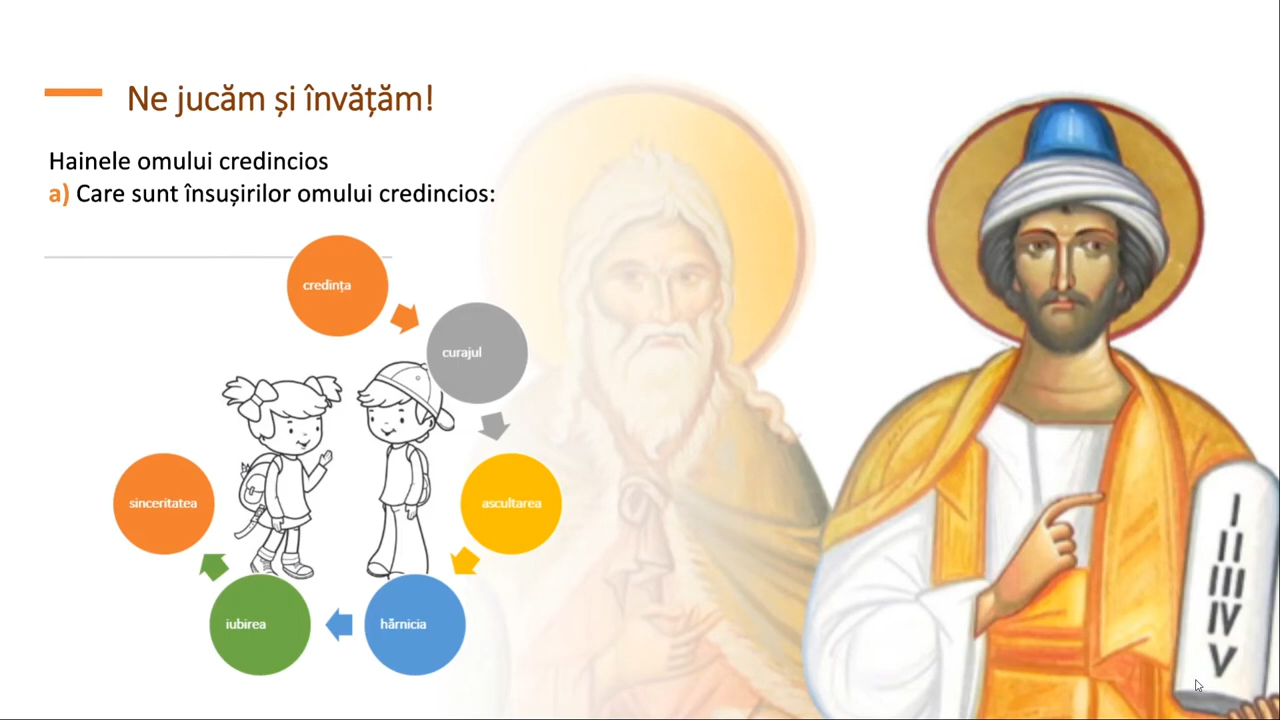 Ne jucăm și învățăm!
Hainele omului credincios
a) Care sunt însușirilor omului credincios:
credința
curajul
ascultarea
hărnicia
iubirea
sinceritatea
I
II
III
IV
V